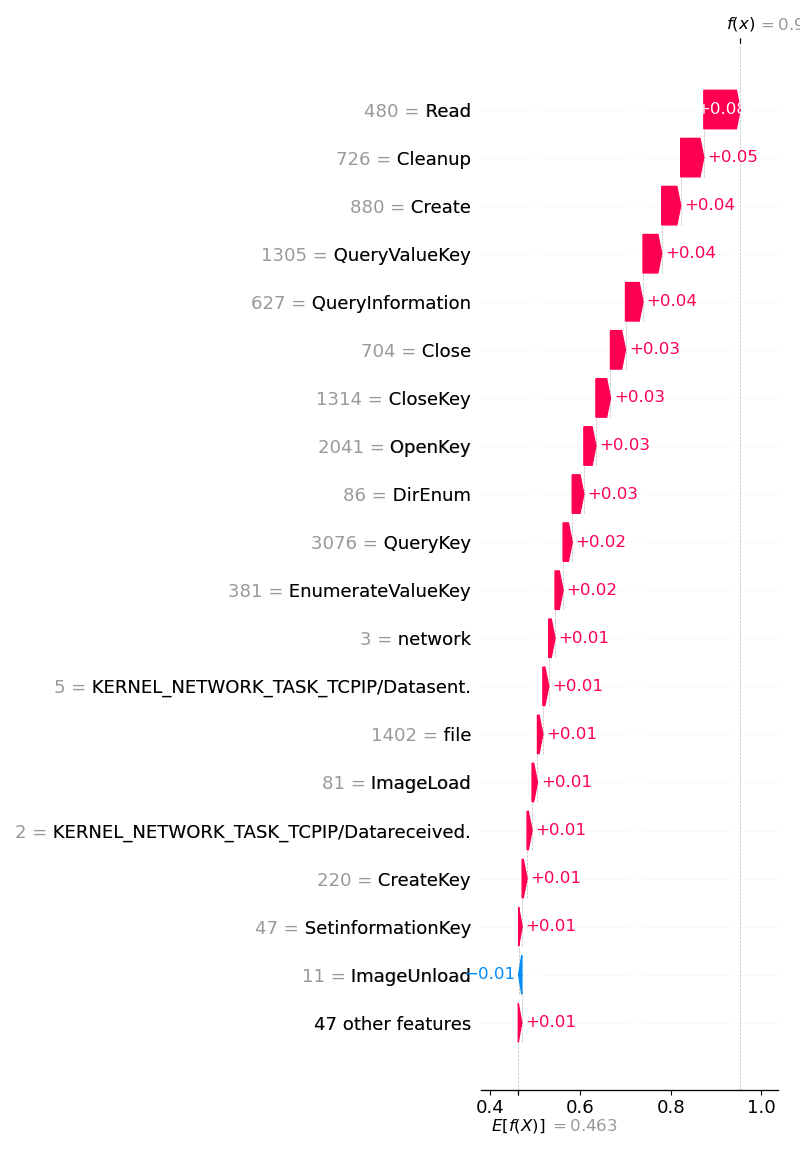 f(x) = 0.9
480 = Read +0.08
726 = Cleanup +0.05
880 = Create +0.04
1305 = QueryValueKey +0.04
627 = QueryInformation +0.04
704 = Close +0.03
1314 = CloseKey +0.03
2041 = OpenKey +0.03
86 = DirEnum +0.03
3076 = QueryKey +0.02
381 = EnumerateValueKey +0.02
3 = network +0.01
5 = KERNEL_NETWORK_TASK_TCPIP/Datasent. +0.01
1402 = file +0.01
81 = ImageLoad +0.01
2 = KERNEL_NETWORK_TASK_TCPIP/Datareceived. +0.01
220 = CreateKey +0.01
47 = SetinformationKey +0.01
11 = ImageUnload −0.01
47 other features +0.01
0.4 0.6 0.8 1.0
E[f(X)] = 0.463